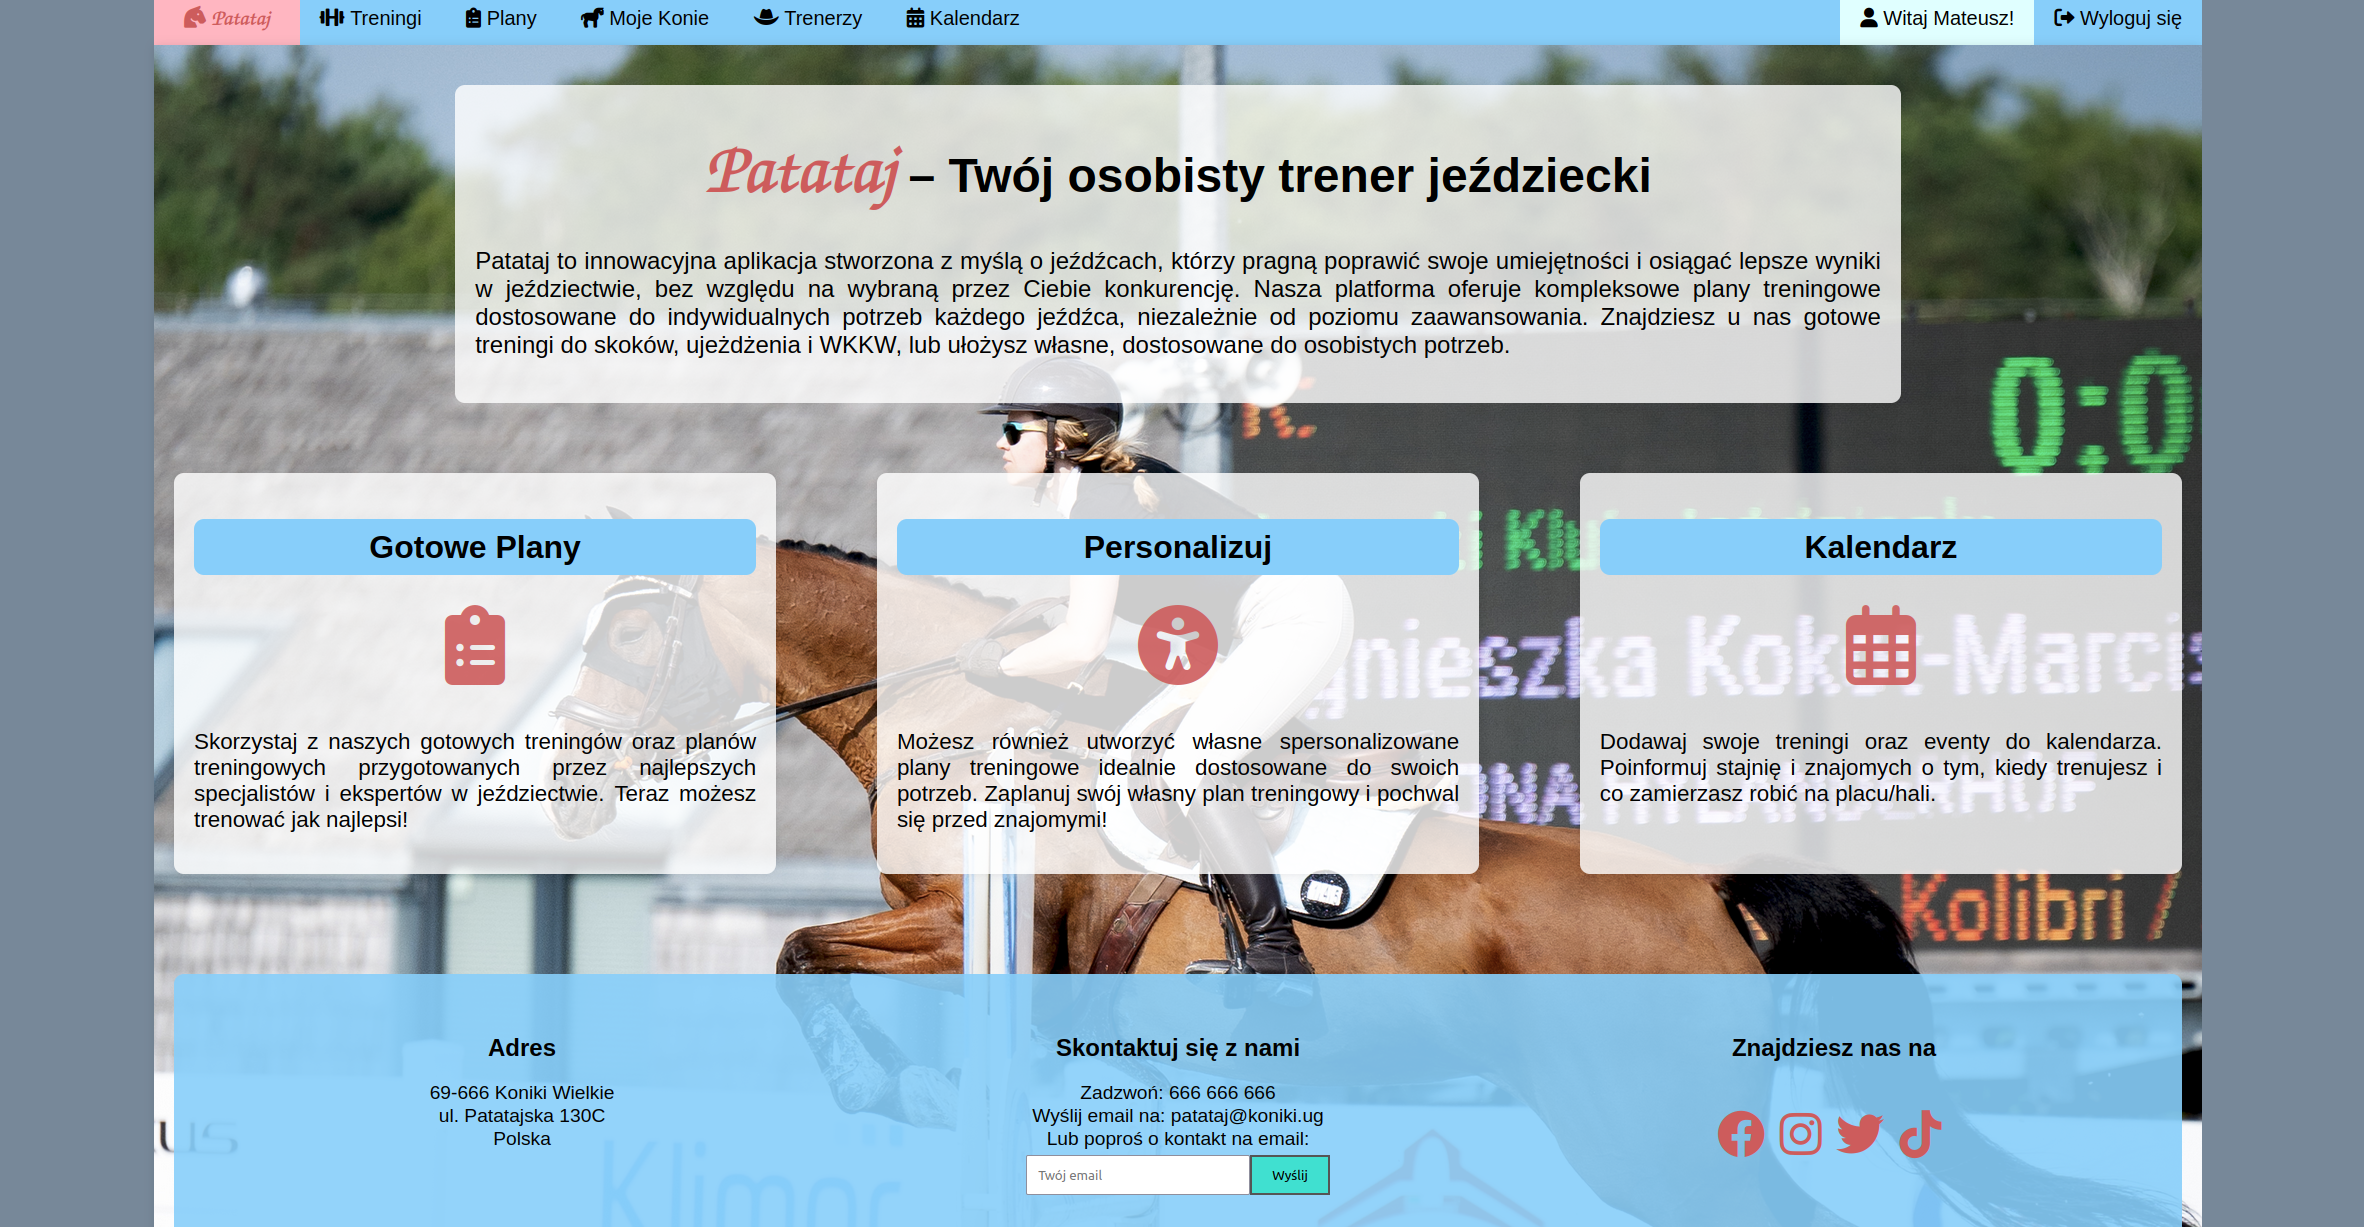 Patataj Treningi Plany Moje Konie Trenerzy Kalendarz Witaj Mateusz! Wyloguj się
Patataj – Twój osobisty trener jeździecki
Patataj to innowacyjna aplikacja stworzona z myślą o jeźdźcach, którzy pragną poprawić swoje umiejętności i osiągać lepsze wyniki
w jeździectwie, bez względu na wybraną przez Ciebie konkurencję. Nasza platforma oferuje kompleksowe plany treningowe
dostosowane do indywidualnych potrzeb każdego jeźdźca, niezależnie od poziomu zaawansowania. Znajdziesz u nas gotowe
treningi do skoków, ujeżdżenia i WKKW, lub ułożysz własne, dostosowane do osobistych potrzeb.
0:0
Gotowe Plany
Skorzystaj z naszych gotowych treningów oraz planów
treningowych przygotowanych przez najlepszych
specjalistów i ekspertów w jeździectwie. Teraz możesz
trenować jak najlepsi!
Personalizuj
Możesz również utworzyć własne spersonalizowane
plany treningowe idealnie dostosowane do swoich
potrzeb. Zaplanuj swój własny plan treningowy i pochwal
się przed znajomymi!
Kalendarz
Dodawaj swoje treningi oraz eventy do kalendarza.
Poinformuj stajnię i znajomych o tym, kiedy trenujesz i
co zamierzasz robić na placu/hali.
Kolibri 7
Adres
69-666 Koniki Wielkie
ul. Patatajska 130C
Polska
Skontaktuj się z nami
Zadzwoń: 666 666 666
Wyślij email na: patataj@koniki.ug
Lub poproś o kontakt na email:
Twój email Wyślij
Znajdziesz nas na